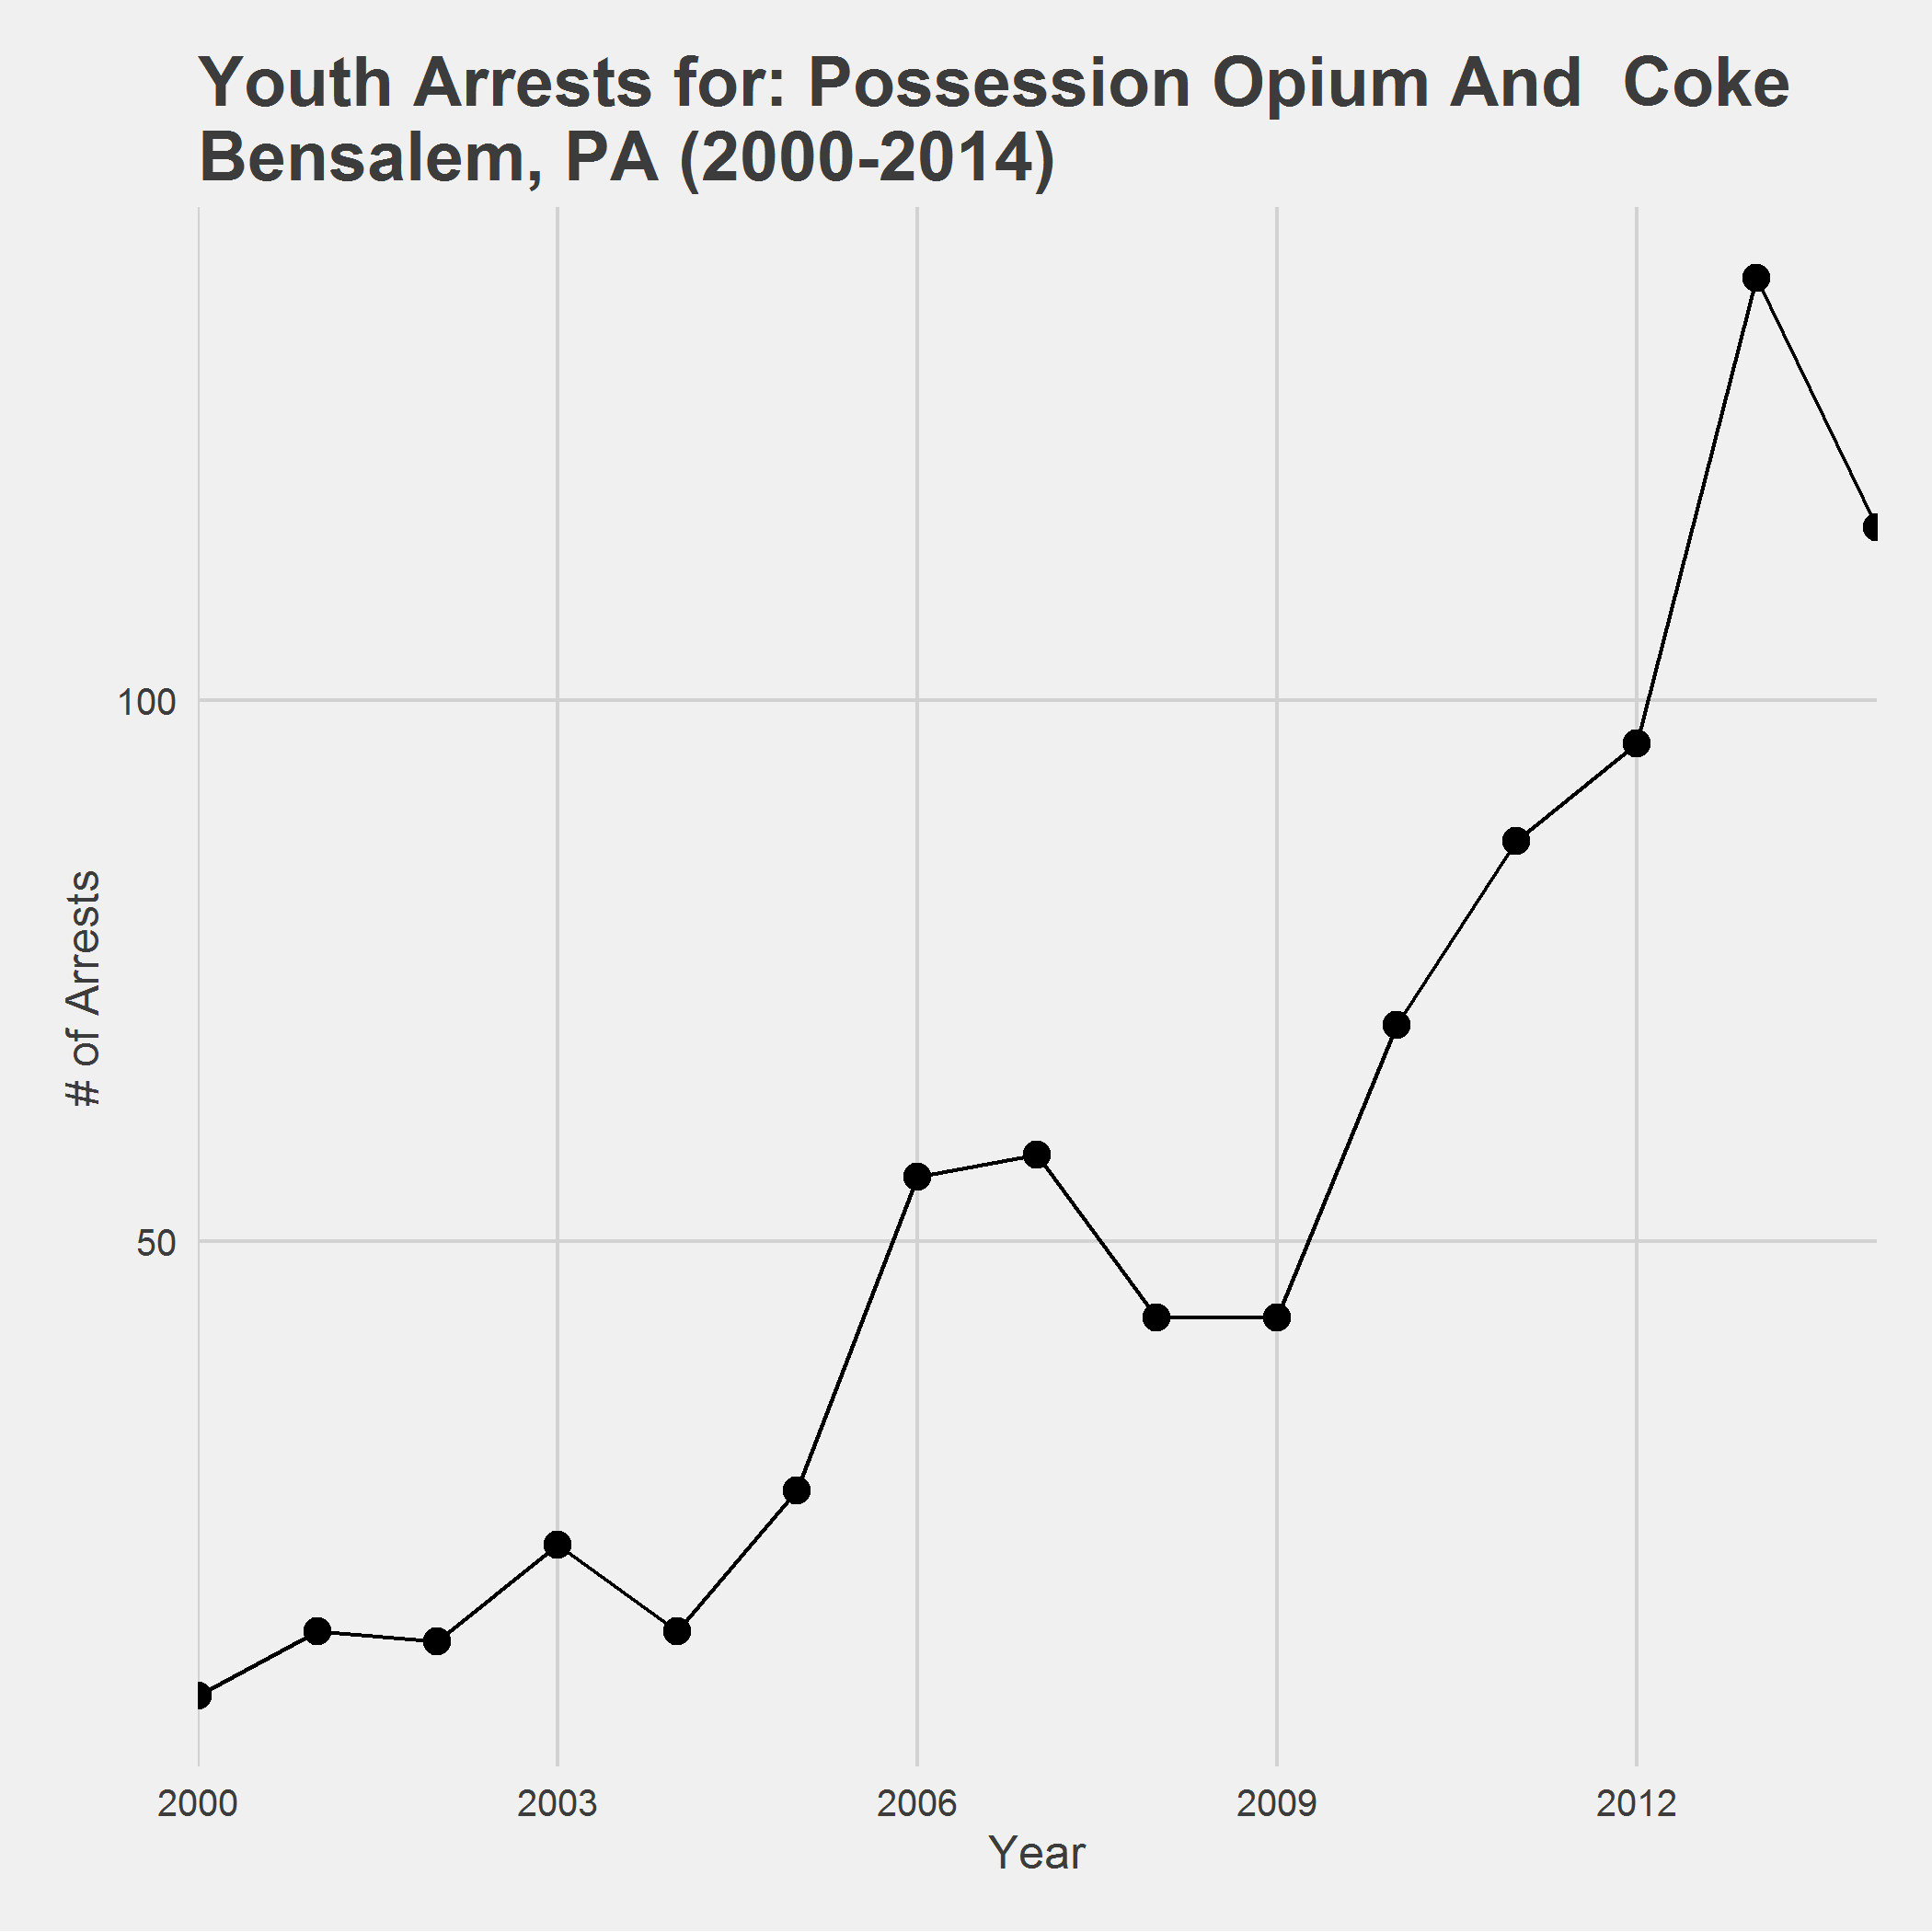 Youth Arrests for: Possession Opium And  Coke
Bensalem, PA (2000-2014)
# of Arrests
100
50
2000 2003 2006 2009 2012
Year